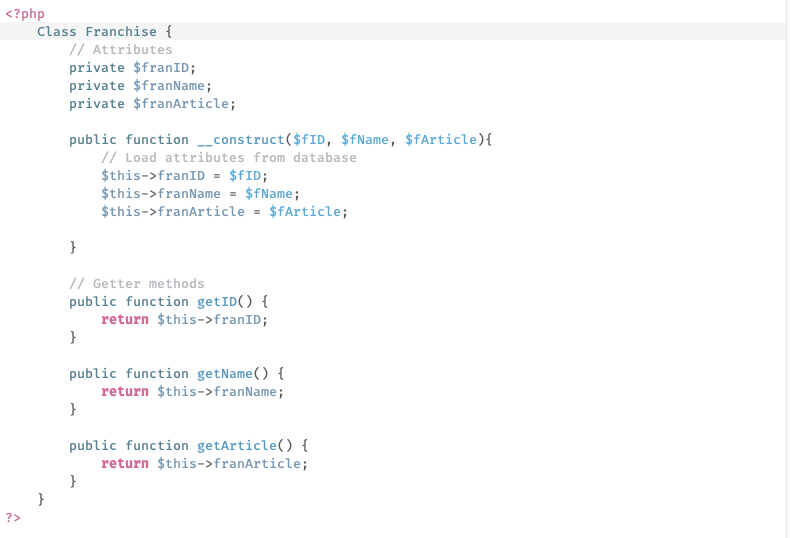 <?php
    Class Franchise {
        // Attributes
        private $franID;
        private $franName;
        private $franArticle;

        public function __construct($fID, $fName, $fArticle){
            // Load attributes from database
            $this->franID = $fID;
            $this->franName = $fName;
            $this->franArticle = $fArticle;

        }

        // Getter methods
        public function getID() {
            return $this->franID;
        }

        public function getName() {
            return $this->franName;
        }

        public function getArticle() {
            return $this->franArticle;
        }
    }
?>